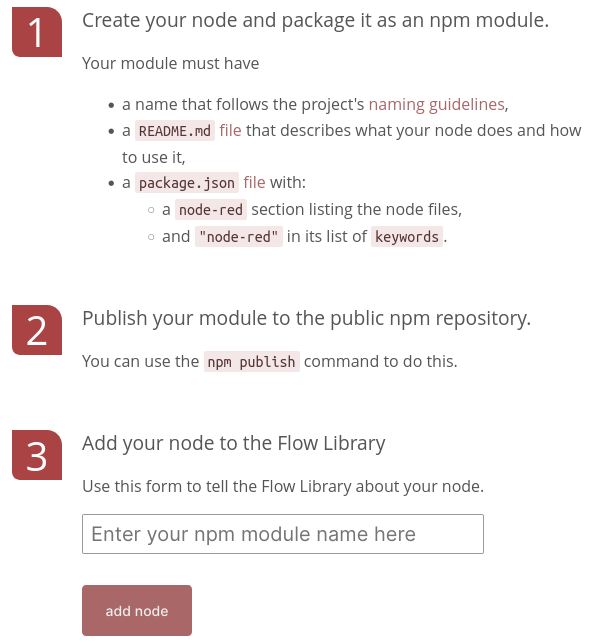 1
Create your node and package it as an npm module.
Your module must have
• a name that follows the project's naming guidelines,
• a README.md file that describes what your node does and how
to use it,
• a package.json file with:
○ a node-red section listing the node files,
○ and "node-red" in its list of keywords.
2
Publish your module to the public npm repository.
You can use the npm publish command to do this.
3
Add your node to the Flow Library
Use this form to tell the Flow Library about your node.
Enter your npm module name here
add node